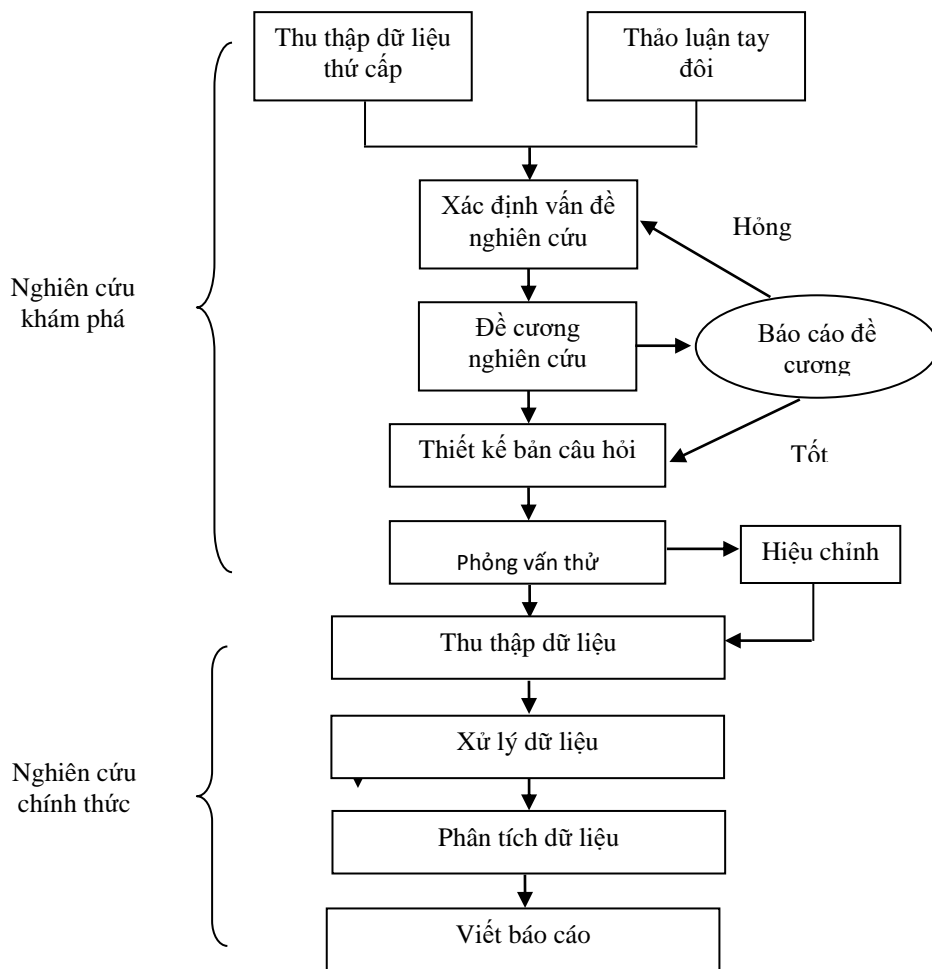 Thu thập dữ liệu
thứ cấp
Thảo luận tay
đôi
Xác định vấn đề
nghiên cứu
Hỏng
Nghiên cứu
khám phá
Đề cương
nghiên cứu
Báo cáo đề
cương
Thiết kế bản câu hỏi
Tốt
Phỏng vấn thử
Hiệu chỉnh
Thu thập dữ liệu
Xử lý dữ liệu
Nghiên cứu
chính thức
Phân tích dữ liệu
Viết báo cáo